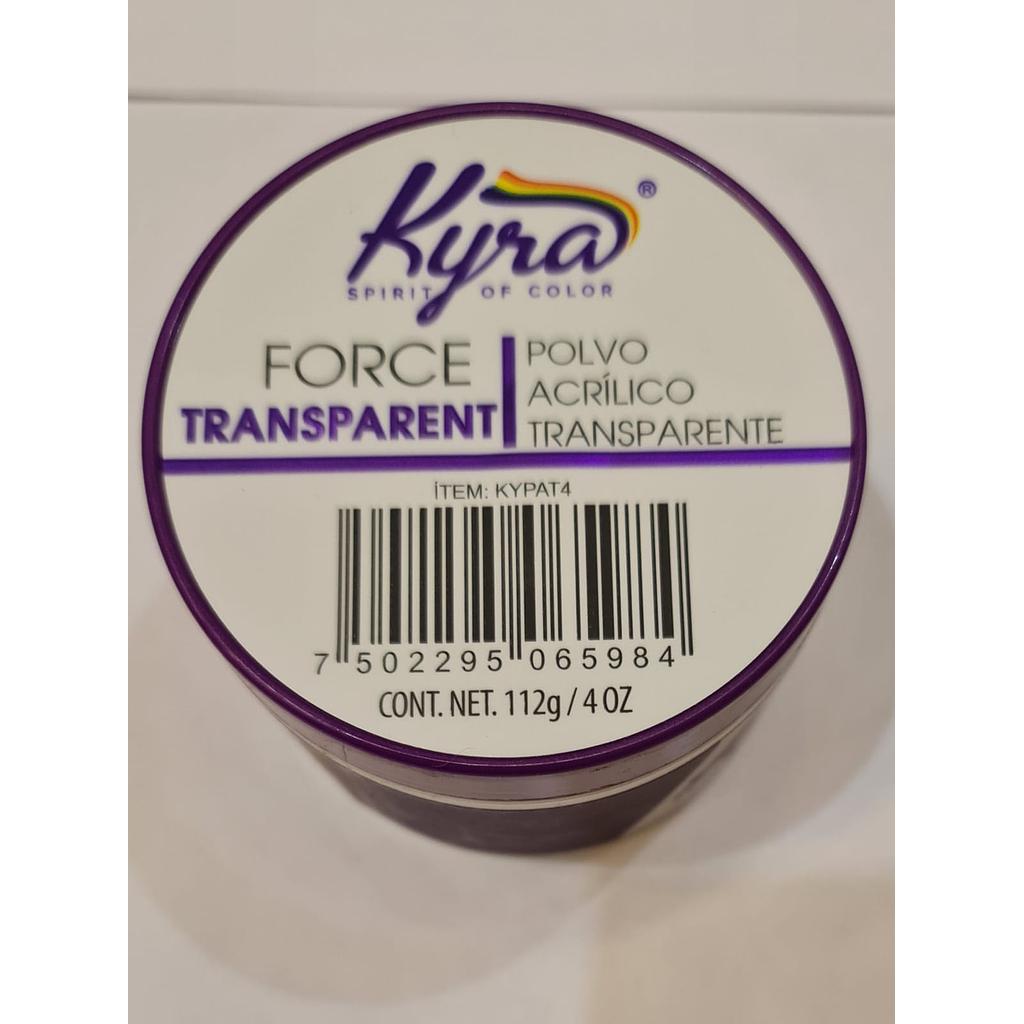 Kyra®
SPIRIT OF COLOR
FORCE
TRANSPARENT
POLVO
ACRÍLICO
TRANSPARENTE
ÍTEM: KYPAT4
7 502295 065984
CONT. NET. 112g / 4 OZ